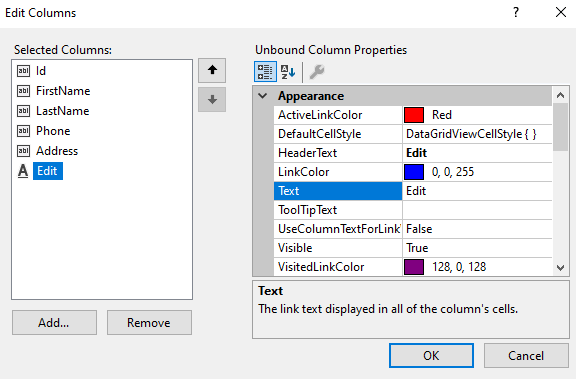 Edit Columns
? ×
Selected Columns:
Unbound Column Properties
Id
FirstName
LastName
Phone
Address
Edit
Appearance
ActiveLinkColor Red
DefaultCellStyle DataGridViewCellStyle { }
HeaderText Edit
LinkColor 0, 0, 255
Text Edit
ToolTipText
UseColumnTextForLink
Visible True
VisitedLinkColor 128, 0, 128
False
Text
The link text displayed in all of the column's cells.
Add...
Remove
OK
Cancel